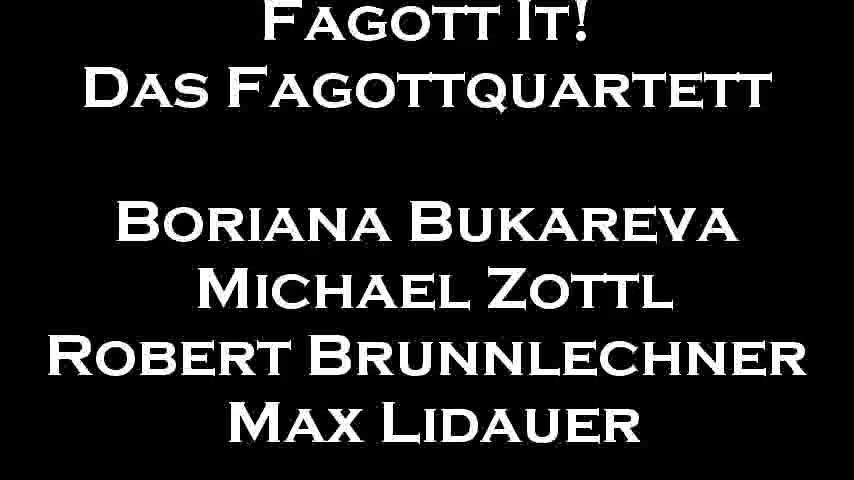 Fagott It!
Das Fagottquartett
Boriana Bukareva
Michael Zottl
Robert Brunnlechner
Max Lidauer